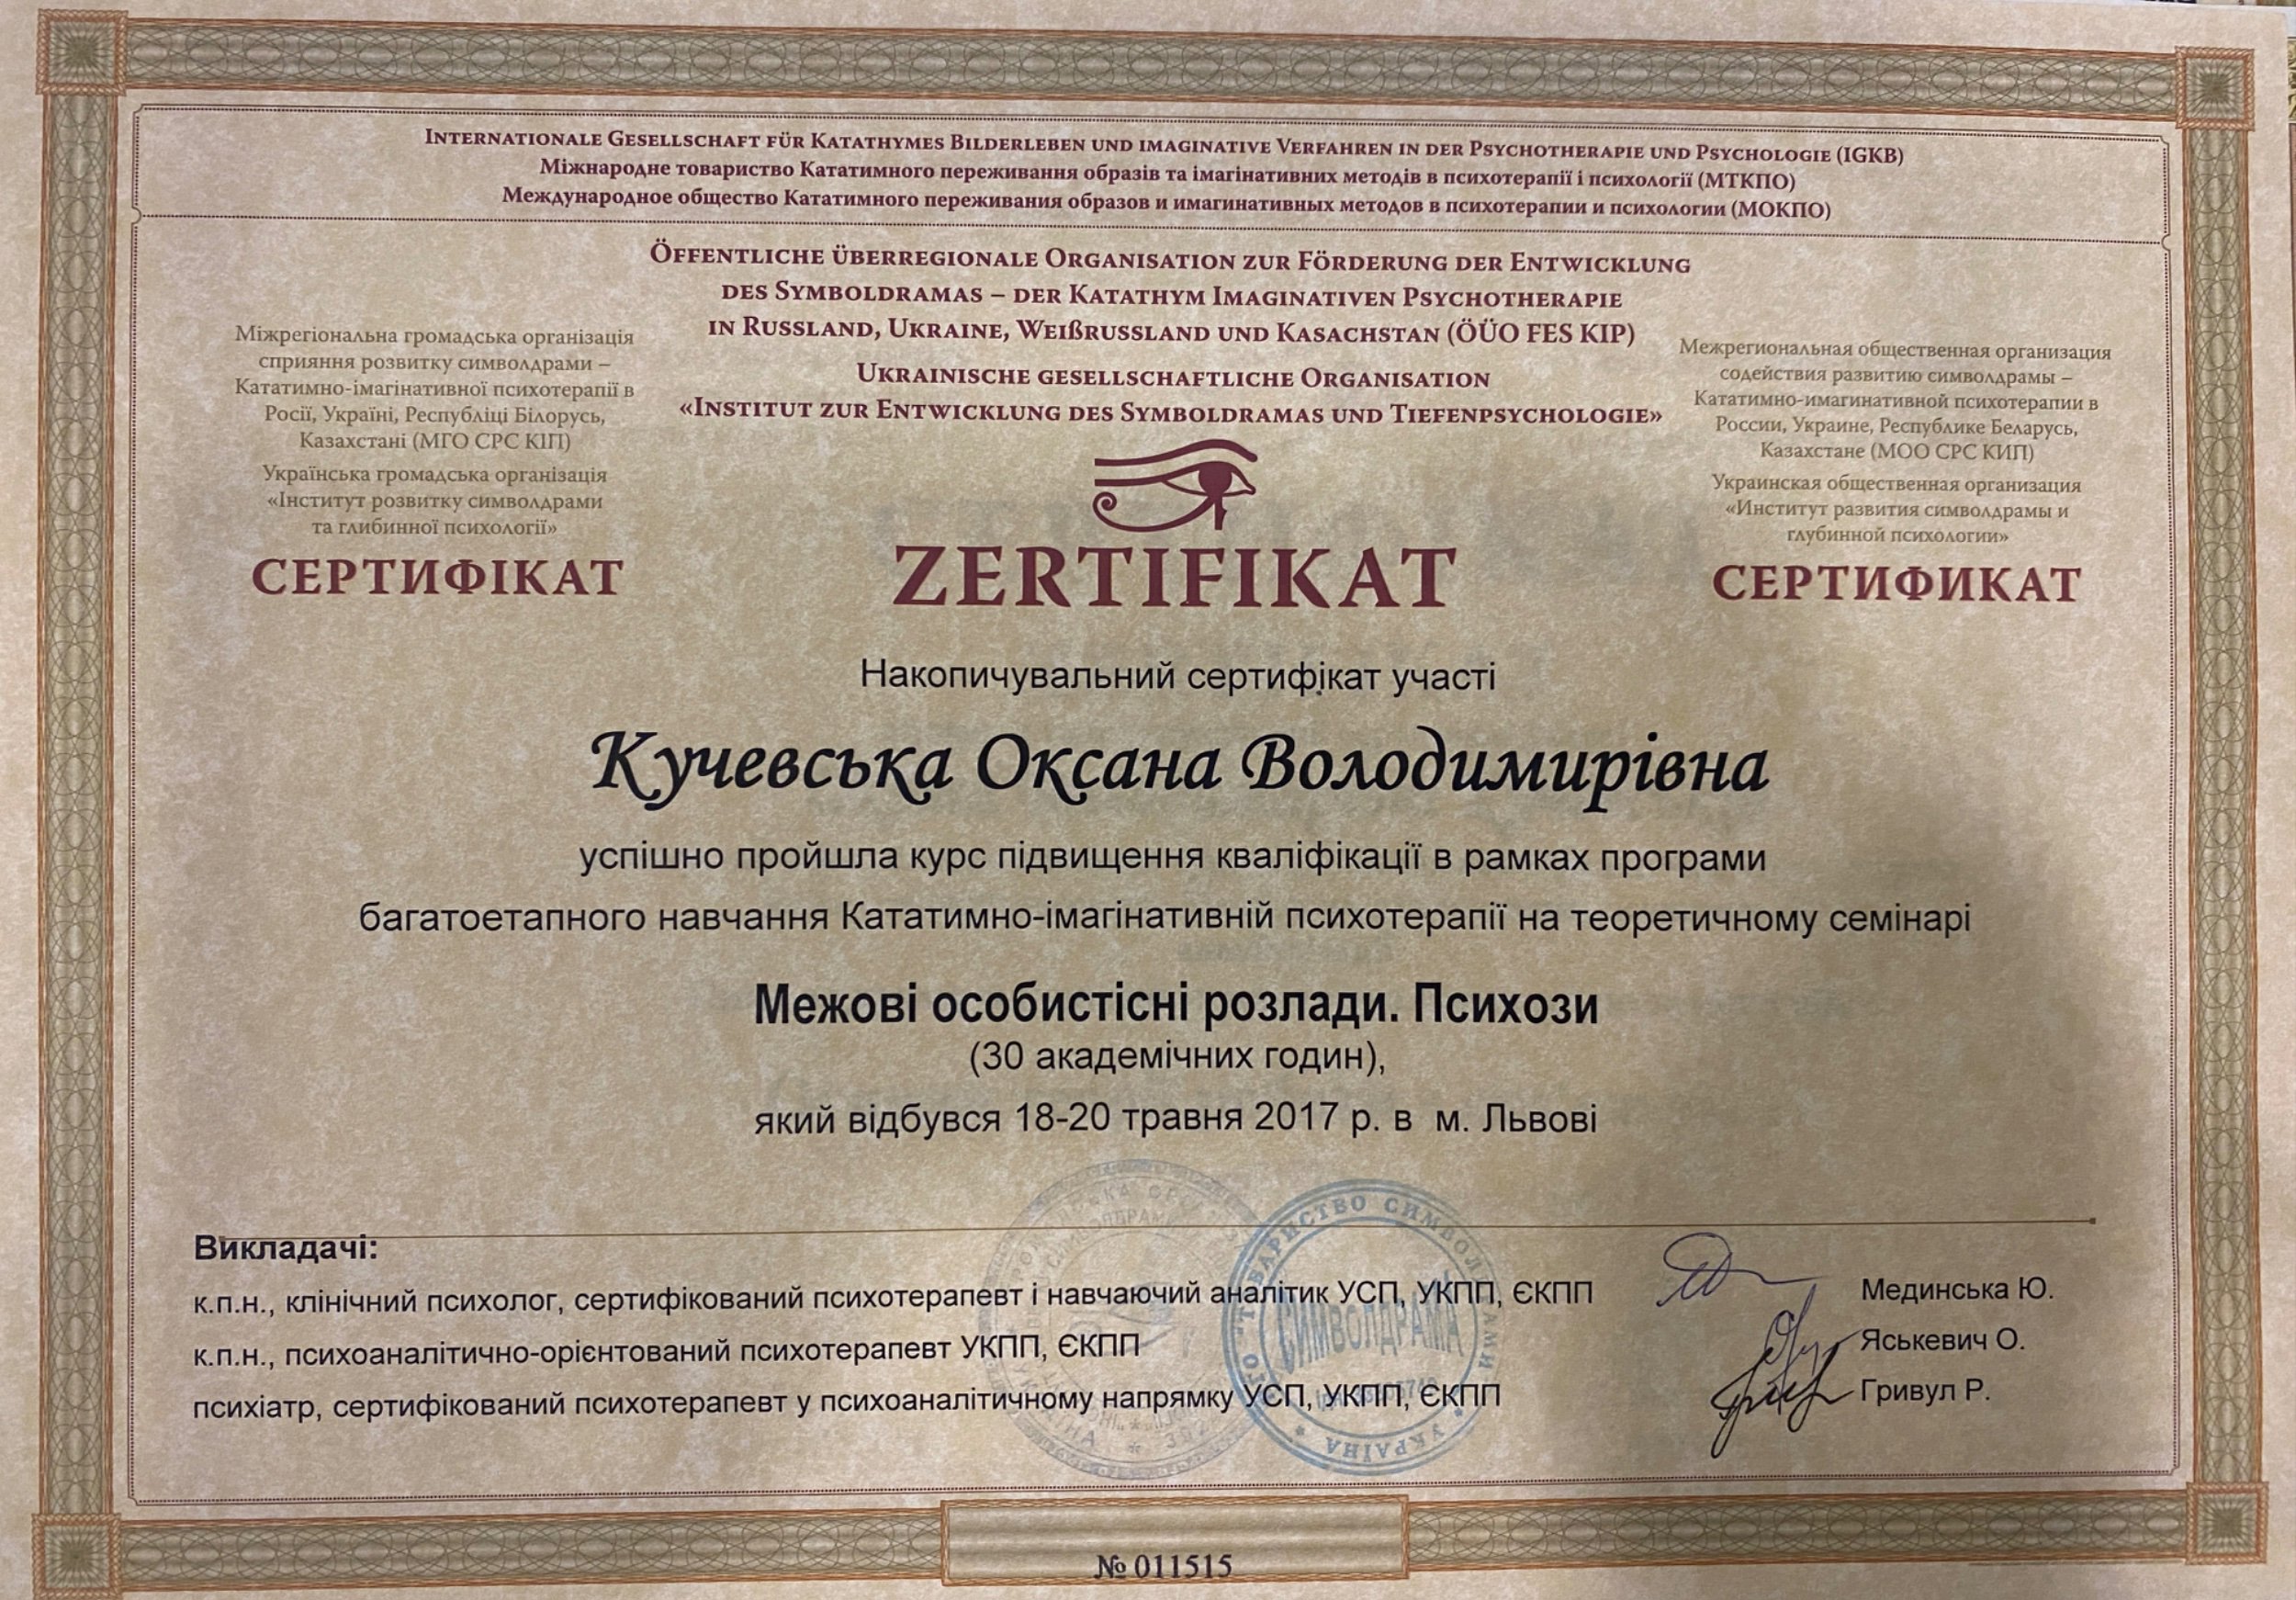 Internationale Gesellschaft für Katathymes Bilderleben und imaginative Verfahren in der Psychotherapie und Psychologie (IGKB)
Міжнародне товариство Кататимного переживання образів та імагінативних методів в психотерапії і психології (МТКПО)
Международное общество Кататимного переживания образов и имагинативных методов в психотерапии и психологии (МОКПО)
Öffentliche überregionale Organisation zur Förderung der Entwicklung
des Symboldramas – der Katathym Imaginativen Psychotherapie
in Russland, Ukraine, Weißrussland und Kasachstan (ÖÜO FES KIP)
Ukrainische gesellschaftliche Organisation
«Institut zur Entwicklung des Symboldramas und Tiefenpsychologie»
Міжрегіональна громадська організація
сприяння розвитку символдрами –
Кататимно-імагінативної психотерапії в
Росії, Україні, Республіці Білорусь,
Казахстані (МГО СРС КІП)
Українська громадська організація
«Інститут розвитку символдрами
та глибинної психології»
СЕРТИФІКАТ
ZERTIFIKAT
Межрегиональная общественная организация
содействия развитию символдрамы –
Кататимно-имагинативной психотерапии в
России, Украине, Республике Беларусь,
Казахстане (МОО СРС КИП)
Украинская общественная организация
«Институт развития символдрамы и
глубинной психологии»
СЕРТИФИКАТ
Накопичувальний сертифікат участі
Кучевська Оксана Володимирівна
успішно пройшла курс підвищення кваліфікації в рамках програми
багатоетапного навчання Кататимно-імагінативній психотерапії на теоретичному семінарі
Межові особистісні розлади. Психози
(30 академічних годин),
який відбувся 18-20 травня 2017 р. в м. Львові
Викладачі:
к.п.н., клінічний психолог, сертифікований психотерапевт і навчаючий аналітик УСП, УКПП, ЄКПП Мединська Ю.
к.п.н., психоаналітично-орієнтований психотерапевт УКПП, ЄКПП Яськевич О.
психіатр, сертифікований психотерапевт у психоаналітичному напрямку УСП, УКПП, ЄКПП Гривул Р.
СИМВОЛДРАМА
УКРАЇНА
№ 011515